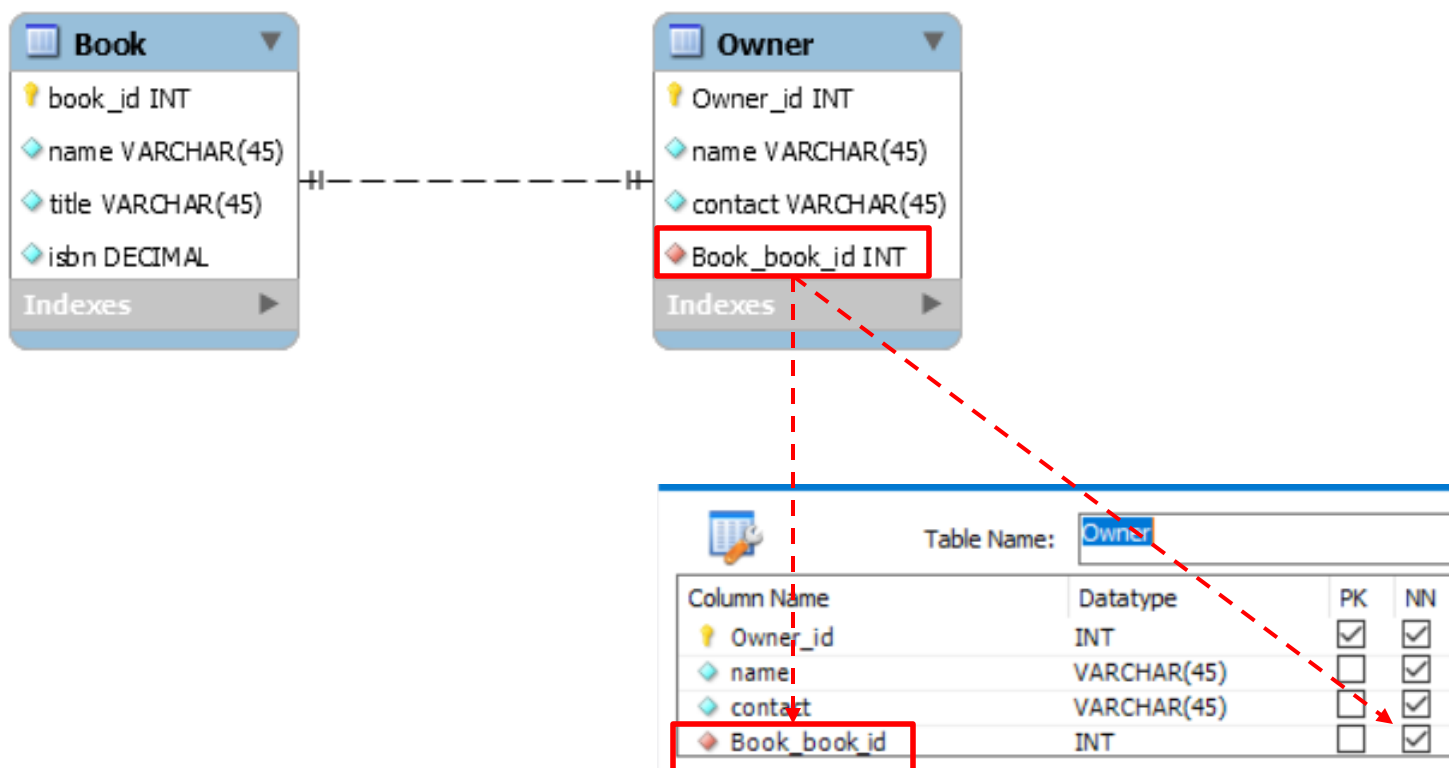 Book
book_id INT
name VARCHAR(45)
title VARCHAR(45)
isbn DECIMAL
Indexes
Owner
Owner_id INT
name VARCHAR(45)
contact VARCHAR(45)
Book_book_id INT
Indexes
Table Name: Owner
Column Name Datatype PK NN
Owner_id INT
name VARCHAR(45)
contact VARCHAR(45)
Book_book_id INT